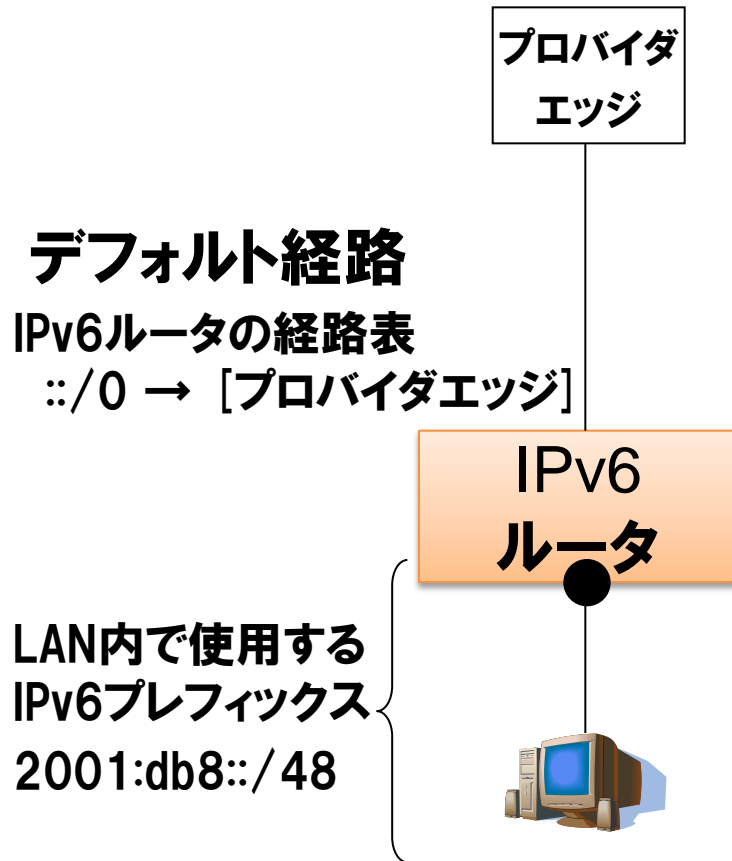 プロバイダ
エッジ
デフォルト経路
IPv6ルータの経路表
::/0 → [プロバイダエッジ]
IPv6
ルータ
LAN内で使用する
IPv6プレフィックス
2001:db8::/48